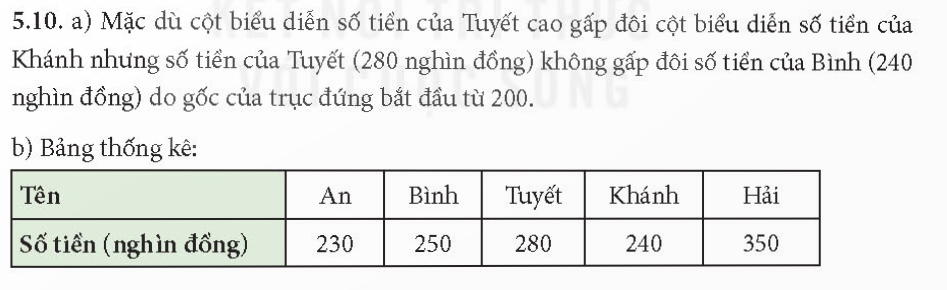 5.10. a) Mặc dù cột biểu diễn số tiền của Tuyết cao gấp đôi cột biểu diễn số tiền của
Khánh nhưng số tiền của Tuyết (280 nghìn đồng) không gấp đôi số tiền của Bình (240
nghìn đồng) do gốc của trục đứng bắt đầu từ 200.
b) Bảng thống kê:
Tên An Bình Tuyết Khánh Hải
Số tiền (nghìn đồng) 230 250 280 240 350